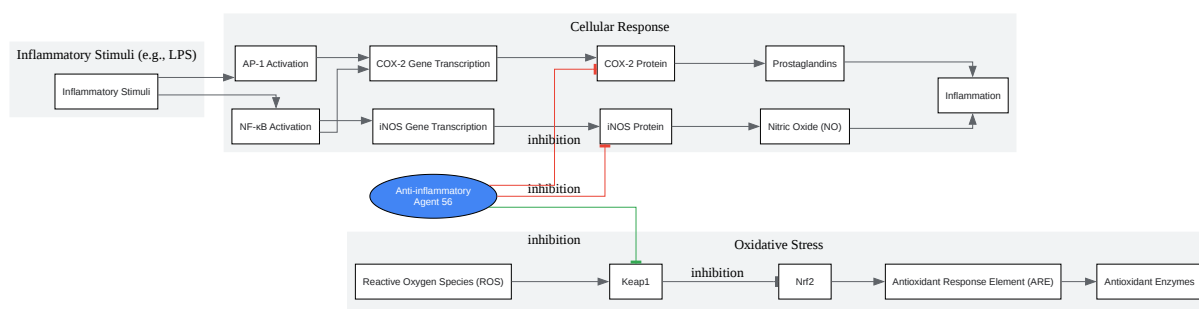 Cellular Response
Inflammatory Stimuli (e.g., LPS)
AP-1 Activation
COX-2 Gene Transcription
COX-2 Protein
Prostaglandins
Inflammatory Stimuli
Inflammation
NF-κB Activation
iNOS Gene Transcription
iNOS Protein
Nitric Oxide (NO)
inhibition
Anti-inflammatory
Agent 56
inhibition
inhibition
Oxidative Stress
Reactive Oxygen Species (ROS)
Keap1
inhibition
Nrf2
Antioxidant Response Element (ARE)
Antioxidant Enzymes